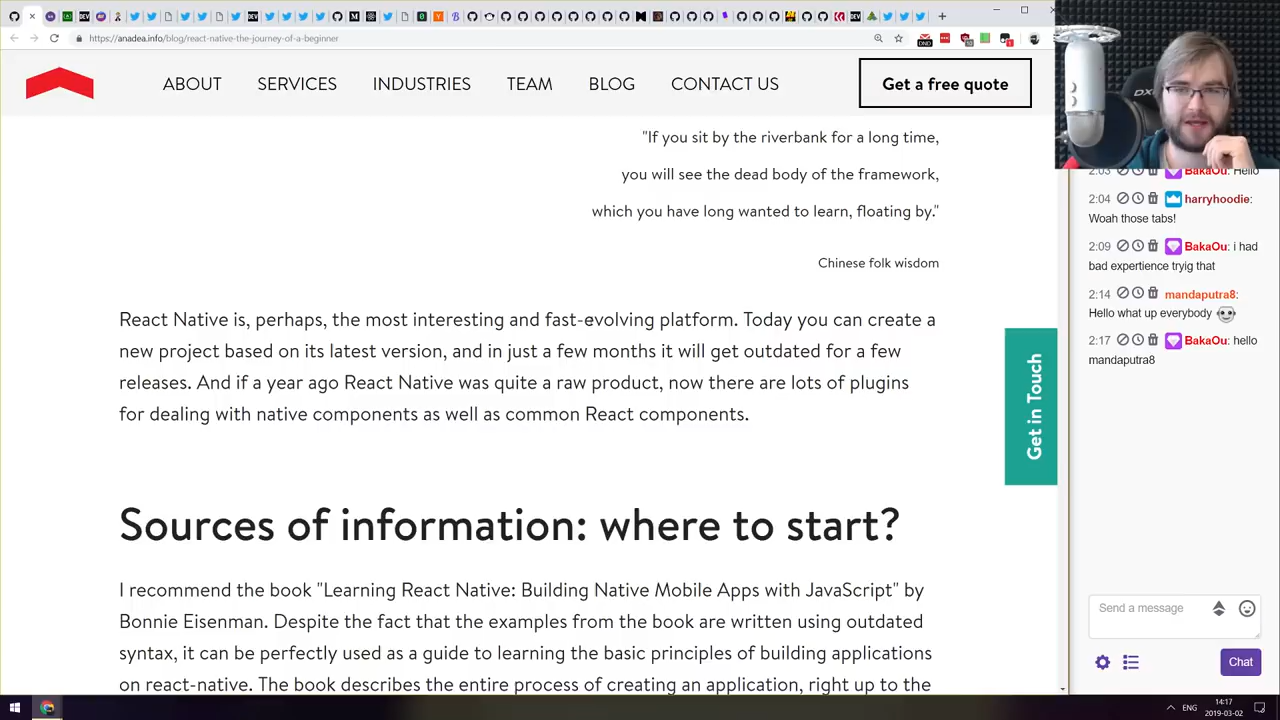 https://anadea.info/blog/react-native-the-journey-of-a-beginner
ABOUT SERVICES INDUSTRIES TEAM BLOG CONTACT US Get a free quote
"If you sit by the riverbank for a long time,
you will see the dead body of the framework,
which you have long wanted to learn, floating by."
Chinese folk wisdom
React Native is, perhaps, the most interesting and fast-evolving platform. Today you can create a
new project based on its latest version, and in just a few months it will get outdated for a few
releases. And if a year ago React Native was quite a raw product, now there are lots of plugins
for dealing with native components as well as common React components.
Get in Touch
Sources of information: where to start?
I recommend the book "Learning React Native: Building Native Mobile Apps with JavaScript" by
Bonnie Eisenman. Despite the fact that the examples from the book are written using outdated
syntax, it can be perfectly used as a guide to learning the basic principles of building applications
on react-native. The book describes the entire process of creating an application, right up to the
2:03 BakaOu: Hello
2:04 harryhoodie:
Woah those tabs!
2:09 BakaOu: i had
bad expertience tryig that
2:14 mandaputra8:
Hello what up everybody
2:17 BakaOu: hello
mandaputra8
Send a message
Chat
ENG
14:17
2019-03-02